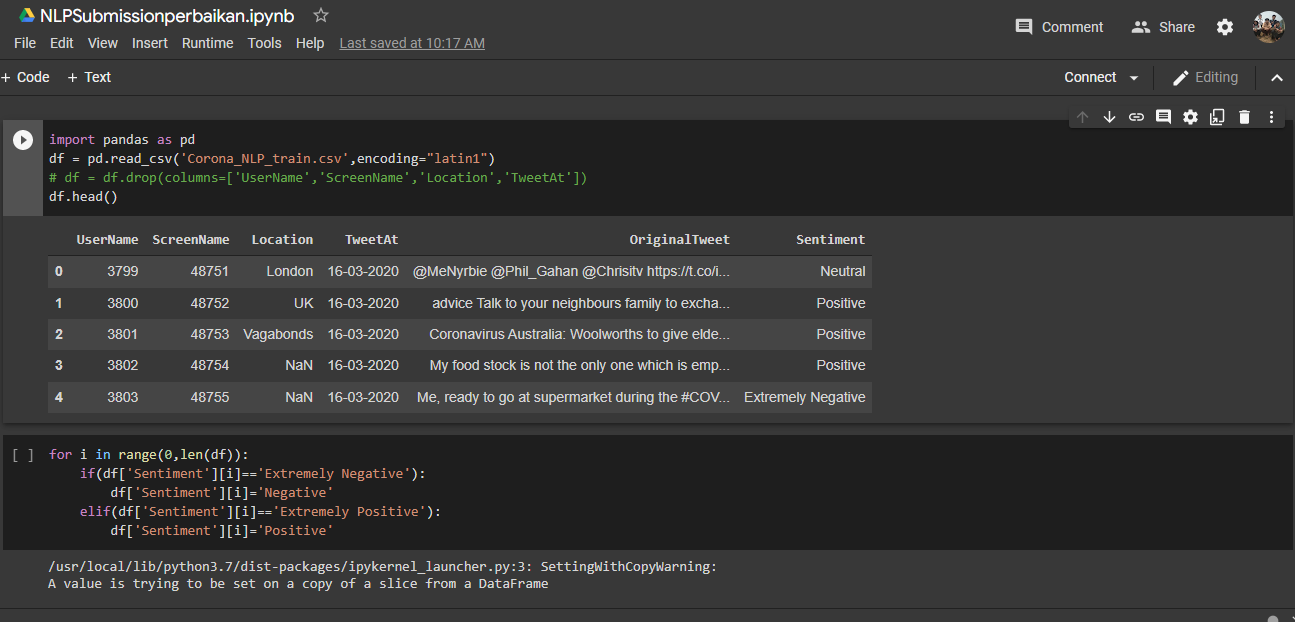 NLPSubmissionperbaikan.ipynb
File Edit View Insert Runtime Tools Help Last saved at 10:17 AM
Comment Share
+ Code + Text
Connect Editing
import pandas as pd
df = pd.read_csv('Corona_NLP_train.csv',encoding="latin1")
# df = df.drop(columns=['UserName','ScreenName','Location','TweetAt'])
df.head()
UserName ScreenName Location TweetAt OriginalTweet Sentiment
0 3799 48751 London 16-03-2020 @MeNyrbie @Phil_Gahan @Chrisitv https://t.co/i... Neutral
1 3800 48752 UK 16-03-2020 advice Talk to your neighbours family to excha... Positive
2 3801 48753 Vagabonds 16-03-2020 Coronavirus Australia: Woolworths to give elde... Positive
3 3802 48754 NaN 16-03-2020 My food stock is not the only one which is emp... Positive
4 3803 48755 NaN 16-03-2020 Me, ready to go at supermarket during the #COV... Extremely Negative
[ ] for i in range(0,len(df)):
if(df['Sentiment'][i]=='Extremely Negative'):
df['Sentiment'][i]='Negative'
elif(df['Sentiment'][i]=='Extremely Positive'):
df['Sentiment'][i]='Positive'
/usr/local/lib/python3.7/dist-packages/ipykernel_launcher.py:3: SettingWithCopyWarning:
A value is trying to be set on a copy of a slice from a DataFrame